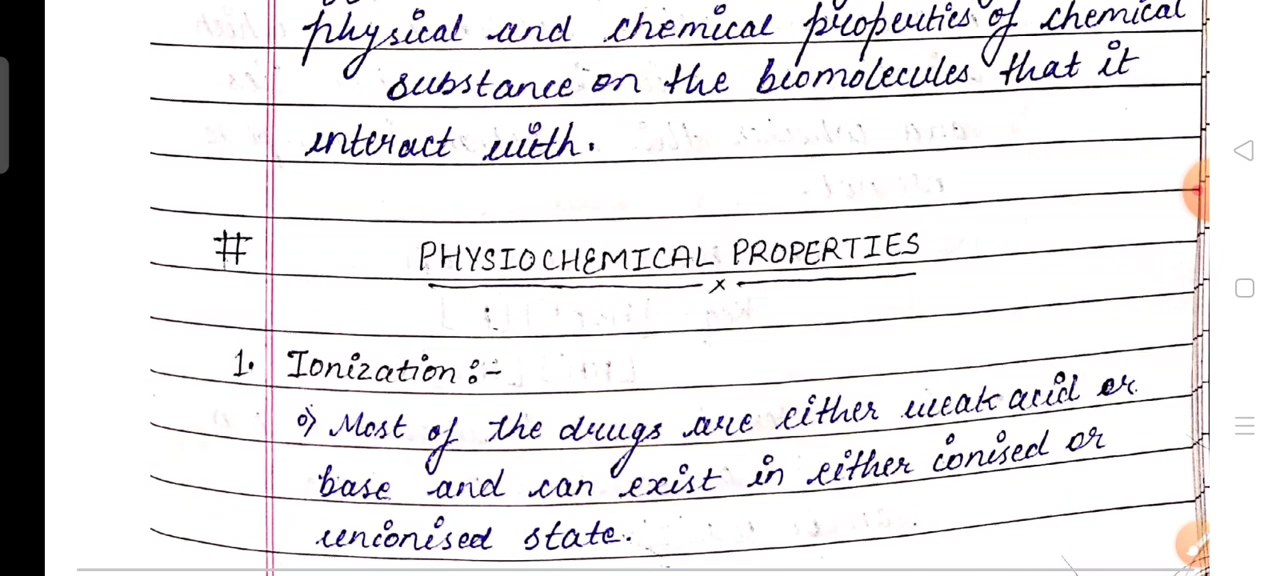 physical and chemical properties of chemical
substance on the biomolecules that it
interact with.
# PHYSIOCHEMICAL PROPERTIES
x
1. Ionization :-
o) Most of the drugs are either weak acid or
base and can exist in either ionised or
unionised state.